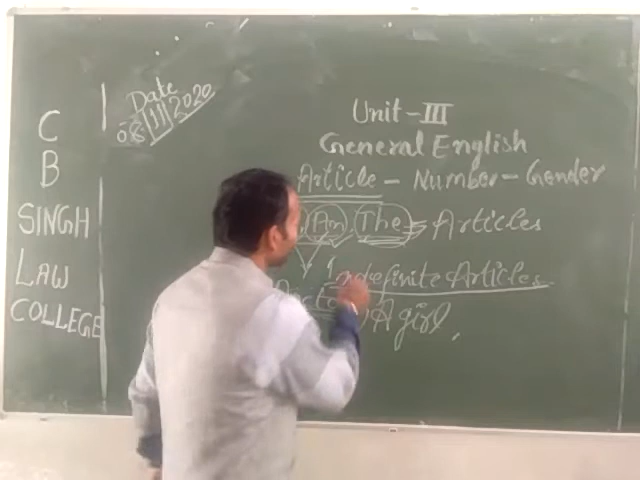 C
B
SINGH
LAW
COLLEGE
Date
08/11/2020
Unit-III
General English
Article - Number - Gender
An The = Articles
Indefinite Articles
A girl,